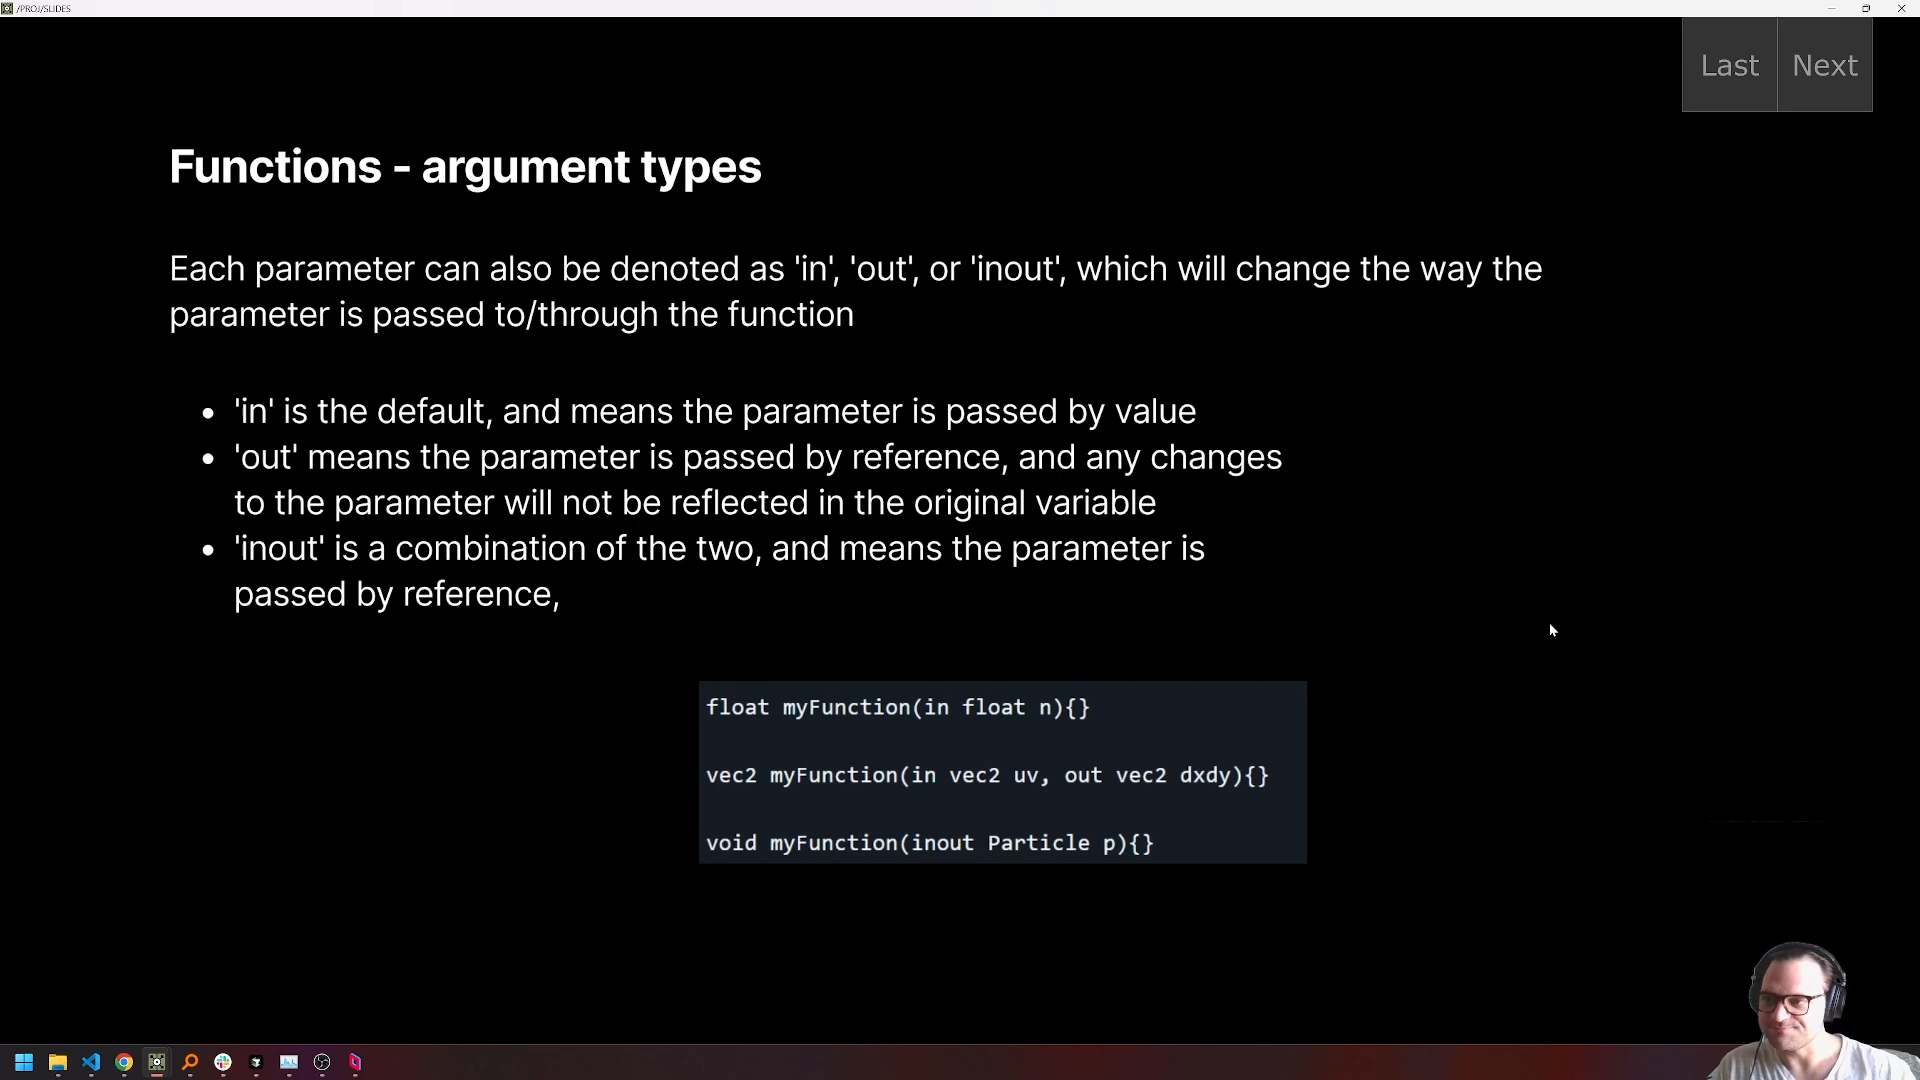 /PROJ/SLIDES
Last Next
Functions - argument types
Each parameter can also be denoted as 'in', 'out', or 'inout', which will change the way the
parameter is passed to/through the function
• 'in' is the default, and means the parameter is passed by value
• 'out' means the parameter is passed by reference, and any changes
to the parameter will not be reflected in the original variable
• 'inout' is a combination of the two, and means the parameter is
passed by reference,
float myFunction(in float n){}
vec2 myFunction(in vec2 uv, out vec2 dxdy){}
void myFunction(inout Particle p){}